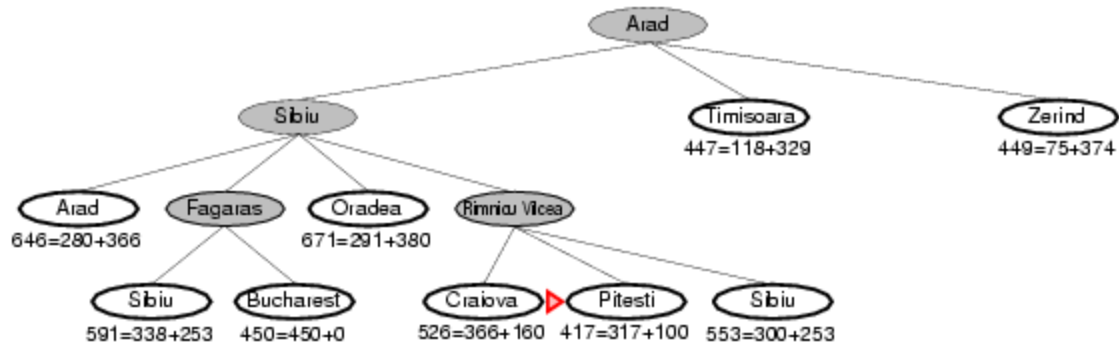 Arad
Sibiu
Timisoara
Zerind
447=118+329
449=75+374
Arad
Fagaras
Oradea
Rimnicu Vilcea
646=280+366
671=291+380
Sibiu
Bucharest
Craiova
Pitesti
Sibiu
591=338+253
450=450+0
526=366+160
417=317+100
553=300+253